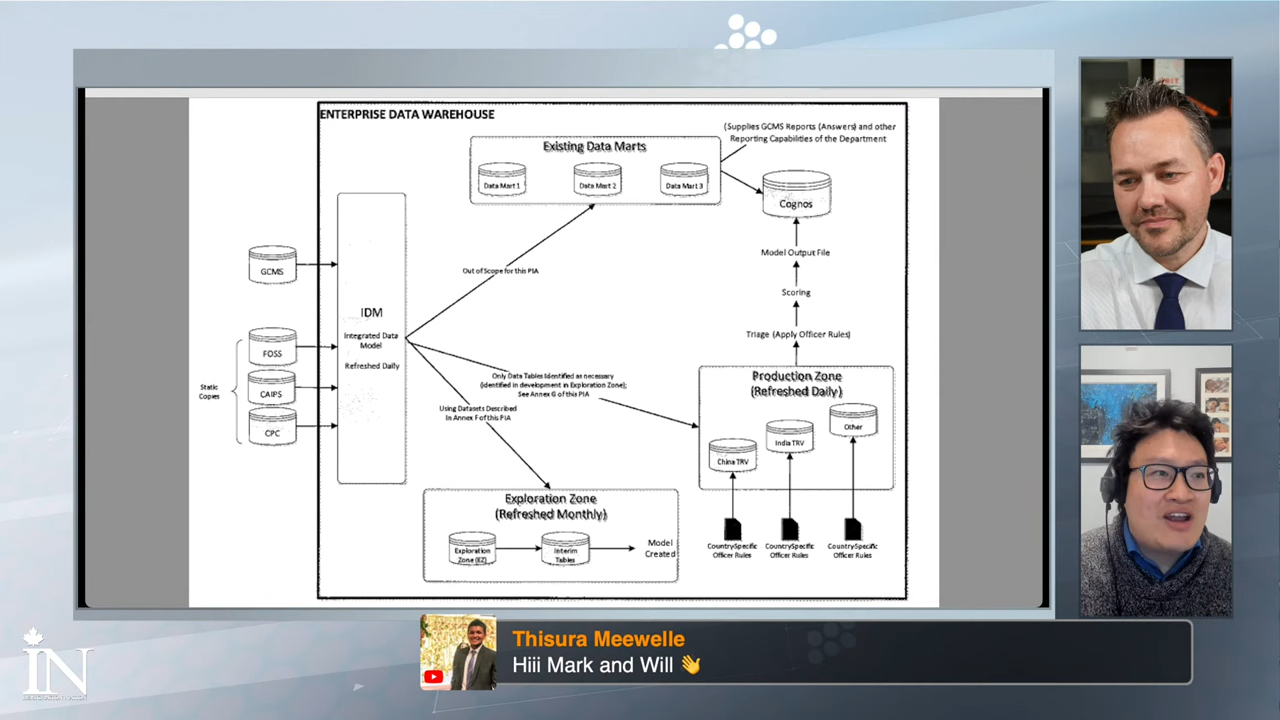 ENTERPRISE DATA WAREHOUSE
Existing Data Marts
Data Mart 1
Data Mart 2
Data Mart 3
(Supplies GCMS Reports (Answers) and other
Reporting Capabilities of the Department
Cognos
Model Output File
Scoring
Triage (Apply Officer Rules)
GCMS
FOSS
CAIPS
CPC
Static
Copies
IDM
Integrated Data
Model
Refreshed Daily
Out of Scope for this PIA
Only Data Tables Identified as necessary
(identified in development in Exploration Zone);
See Annex G of this PIA
Using Datasets Described
In Annex F of this PIA
Production Zone
(Refreshed Daily)
China TRV
India TRV
Other
CountrySpecific
Officer Rules
CountrySpecific
Officer Rules
CountrySpecific
Officer Rules
Exploration Zone
(Refreshed Monthly)
Exploration
Zone (EZ)
Interim
Tables
Model
Created
Thisura Meewelle
Hiii Mark and Will 👋
IN